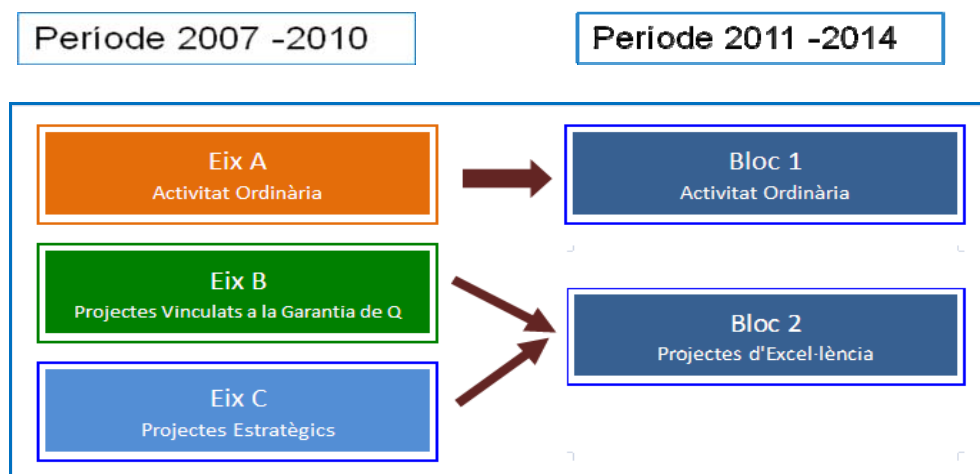 Període 2007 -2010
Periode 2011 -2014
Eix A
Activitat Ordinària
Bloc 1
Activitat Ordinària
Eix B
Projectes Vinculats a la Garantia de Q
Bloc 2
Projectes d'Excel·lència
Eix C
Projectes Estratègics